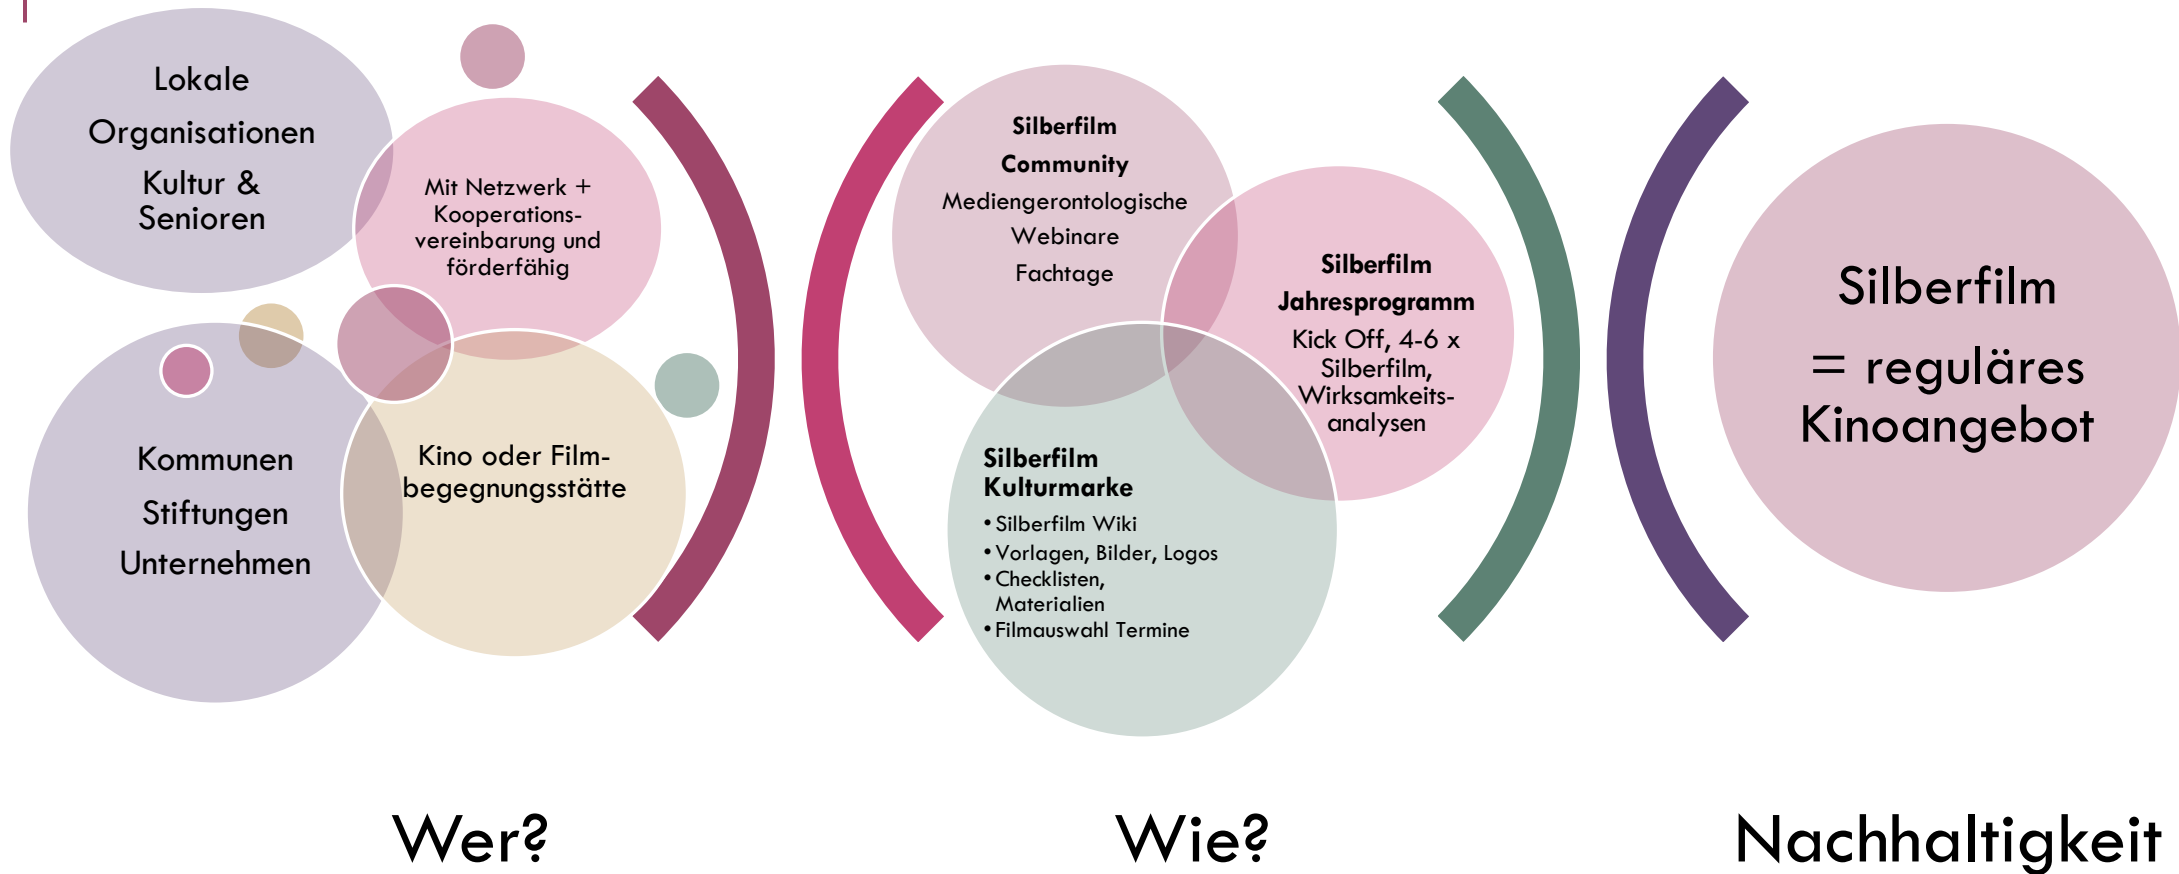 Lokale
Organisationen
Kultur &
Senioren
Mit Netzwerk +
Kooperations-
vereinbarung und
förderfähig
Kommunen
Stiftungen
Unternehmen
Kino oder Film-
begegnungsstätte
Wer?
Silberfilm
Community
Mediengerontologische
Webinare
Fachtage
Silberfilm
Jahresprogramm
Kick Off, 4-6 x
Silberfilm,
Wirksamkeits-
analysen
Silberfilm
Kulturmarke
• Silberfilm Wiki
• Vorlagen, Bilder, Logos
• Checklisten,
Materialien
• Filmauswahl Termine
Wie?
Silberfilm
= reguläres
Kinoangebot
Nachhaltigkeit